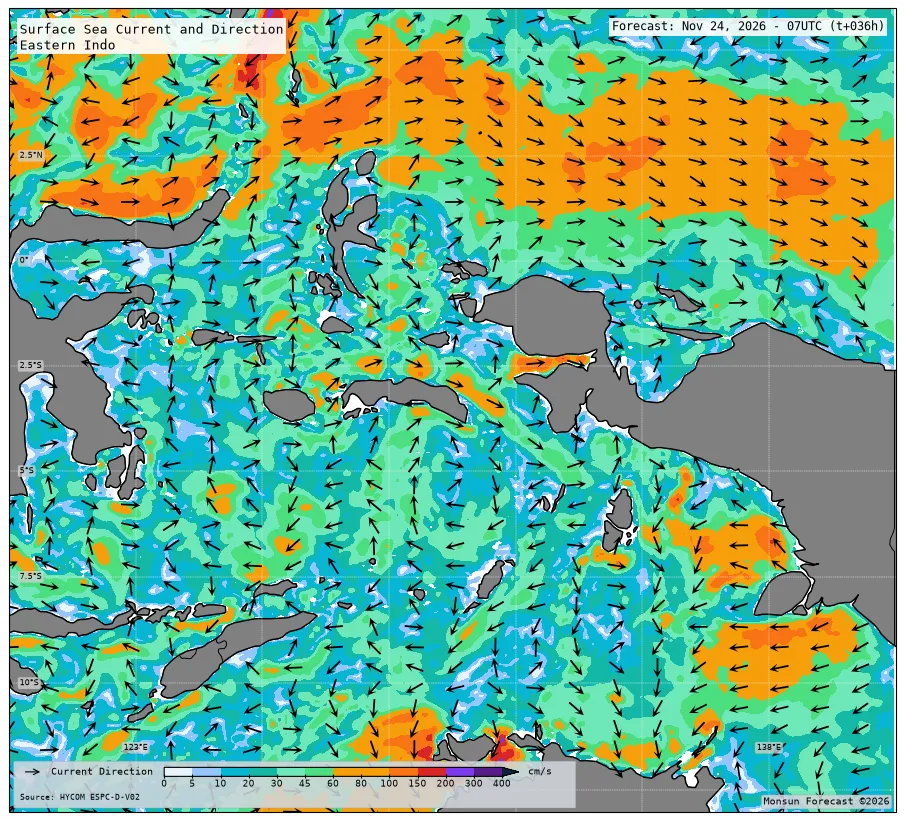 Surface Sea Current and Direction
Eastern Indo
Forecast: Nov 24, 2026 - 07UTC (t+036h)
2.5°N
0°
2.5°S
5°S
7.5°S
10°S
123°E
138°E
Current Direction
0 5 10 20 30 45 60 80 100 150 200 300 400
cm/s
Source: HYCOM ESPC-D-V02
Monsun Forecast ©2026